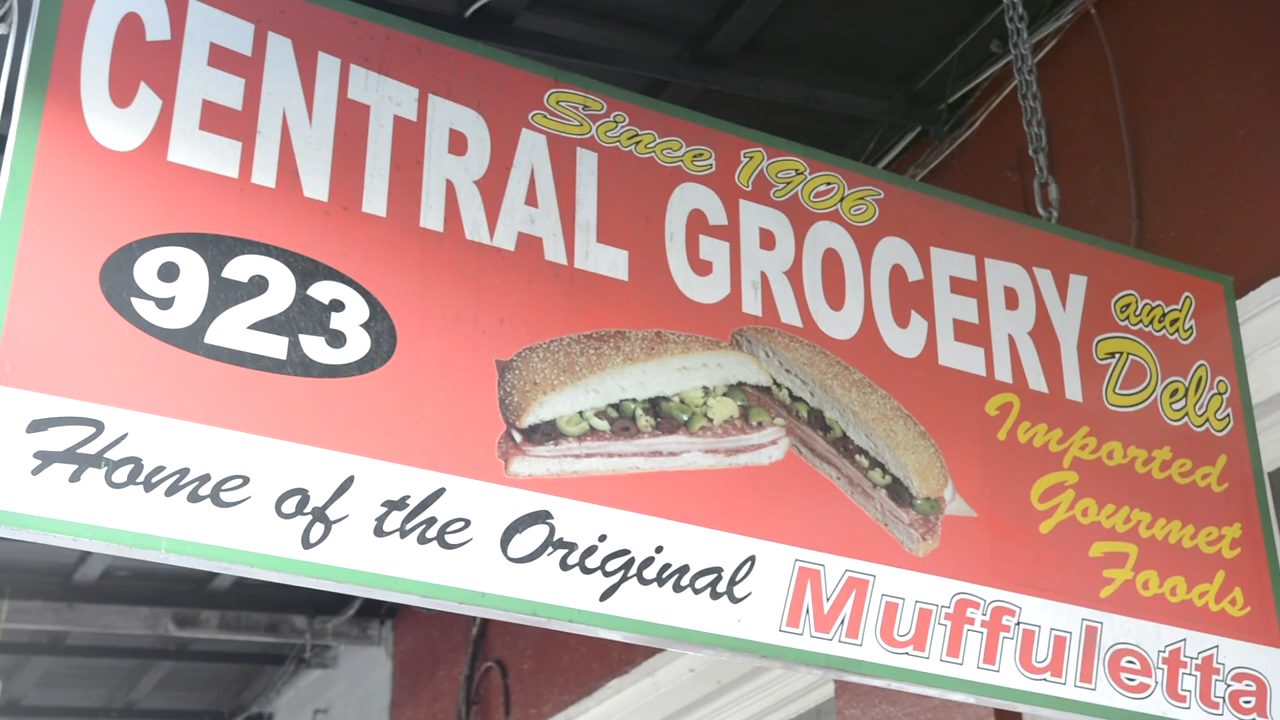 Since 1906
CENTRAL GROCERY and Deli
923
Imported
Gourmet
Foods
Home of the Original Muffuletta